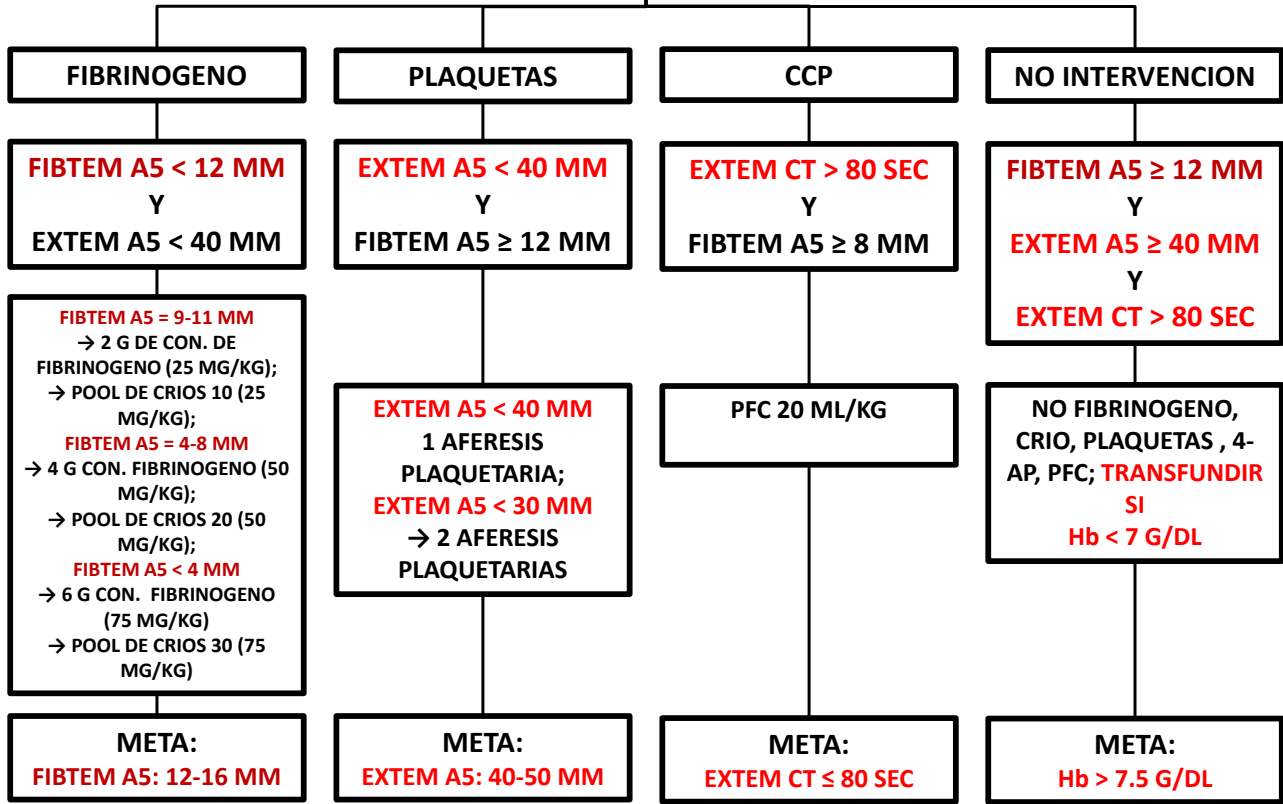 FIBRINOGENO
PLAQUETAS
CCP
NO INTERVENCION
FIBTEM A5 < 12 MM
Y
EXTEM A5 < 40 MM
EXTEM A5 < 40 MM
Y
FIBTEM A5 ≥ 12 MM
EXTEM CT > 80 SEC
Y
FIBTEM A5 ≥ 8 MM
FIBTEM A5 ≥ 12 MM
Y
EXTEM A5 ≥ 40 MM
Y
EXTEM CT > 80 SEC
FIBTEM A5 = 9-11 MM
→ 2 G DE CON. DE
FIBRINOGENO (25 MG/KG);
→ POOL DE CRIOS 10 (25
MG/KG);
FIBTEM A5 = 4-8 MM
→ 4 G CON. FIBRINOGENO (50
MG/KG);
→ POOL DE CRIOS 20 (50
MG/KG);
FIBTEM A5 < 4 MM
→ 6 G CON. FIBRINOGENO
(75 MG/KG)
→ POOL DE CRIOS 30 (75
MG/KG)
EXTEM A5 < 40 MM
1 AFERESIS
PLAQUETARIA;
EXTEM A5 < 30 MM
→ 2 AFERESIS
PLAQUETARIAS
PFC 20 ML/KG
NO FIBRINOGENO,
CRIO, PLAQUETAS , 4-
AP, PFC; TRANSFUNDIR
SI
Hb < 7 G/DL
META:
FIBTEM A5: 12-16 MM
META:
EXTEM A5: 40-50 MM
META:
EXTEM CT ≤ 80 SEC
META:
Hb > 7.5 G/DL